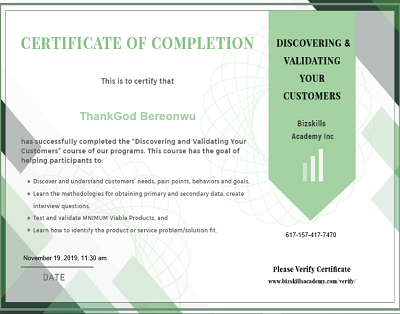 CERTIFICATE OF COMPLETION
This is to certify that
ThankGod Bereonwu
has successfully completed the "Discovering and Validating Your
Customers" course of our programs. This course has the goal of
helping participants to:
Discover and understand customers' needs, pain points, behaviors and goals,
Learn the methodologies for obtaining primary and secondary data, create
interview questions,
Test and validate MNIMUM Viable Products, and
Learn how to identify the product or service problem/solution fit.
November 19, 2019, 11:30 am
DATE
DISCOVERING &
VALIDATING
YOUR
CUSTOMERS
Bizskills
Academy Inc
617-157-417-7470
Please Verify Certificate
www.bizskillsacademy.com/verify/